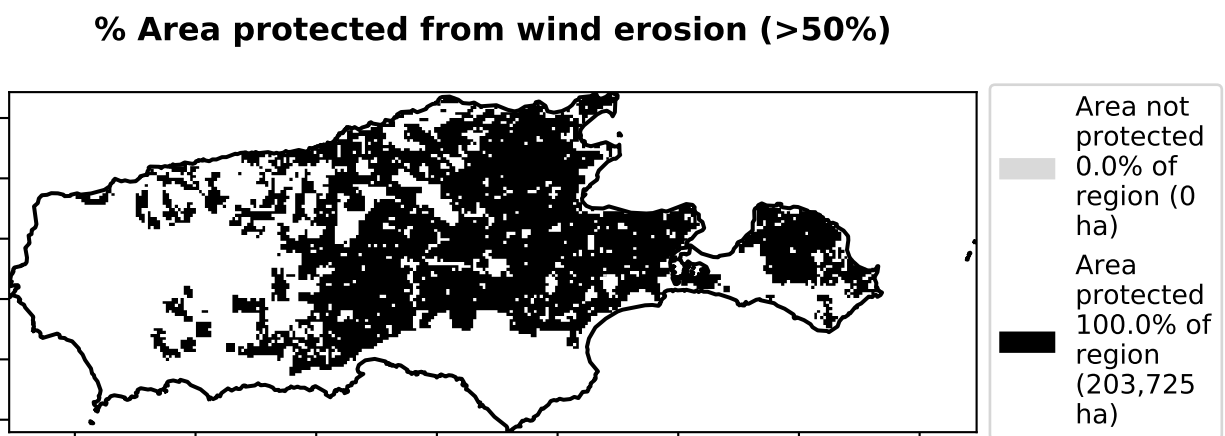 % Area protected from wind erosion (>50%)
Area not
protected
0.0% of
region (0
ha)
Area
protected
100.0% of
region
(203,725
ha)